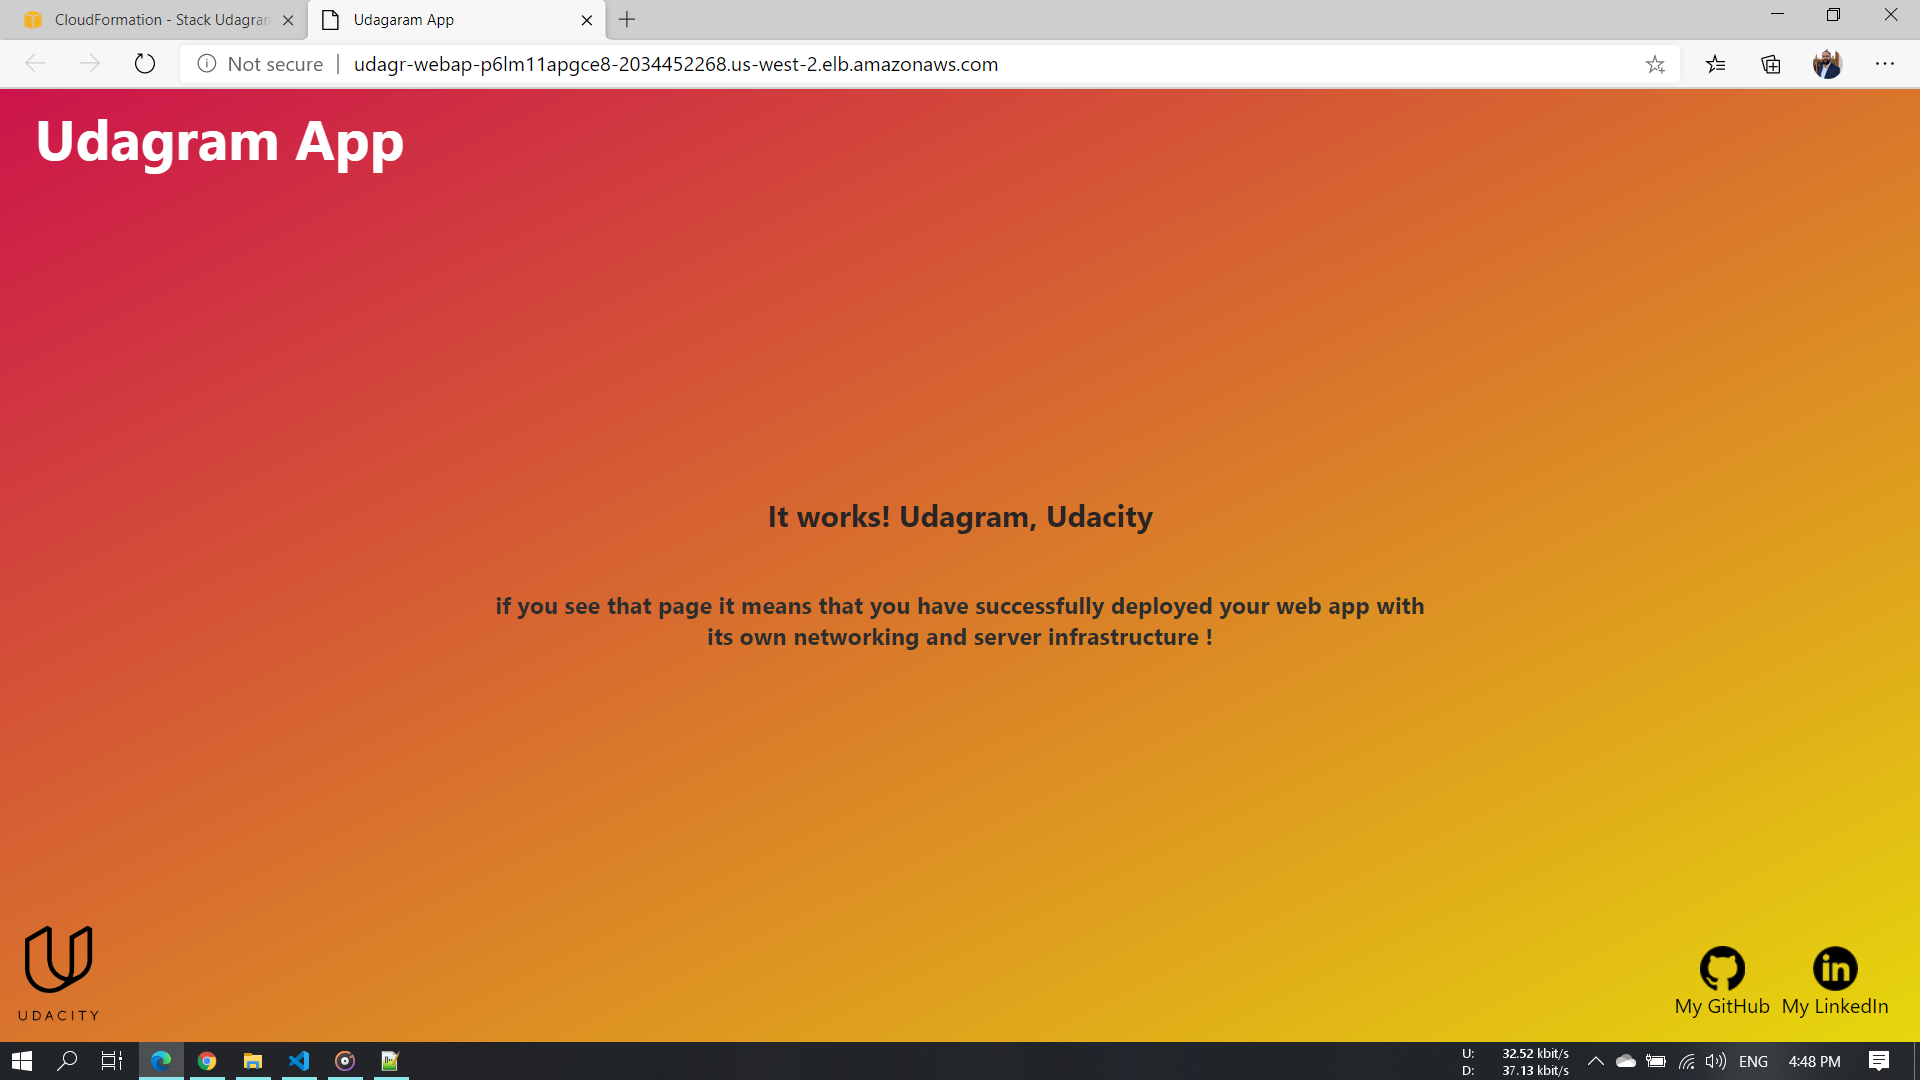 CloudFormation - Stack Udagram
Udagaram App
Not secure
udagr-webap-p6lm11apgce8-2034452268.us-west-2.elb.amazonaws.com
Udagram App
It works! Udagram, Udacity
if you see that page it means that you have successfully deployed your web app with
its own networking and server infrastructure !
UDACITY
My GitHub
My LinkedIn
U: 32.52 kbit/s
D: 37.13 kbit/s
ENG
4:48 PM